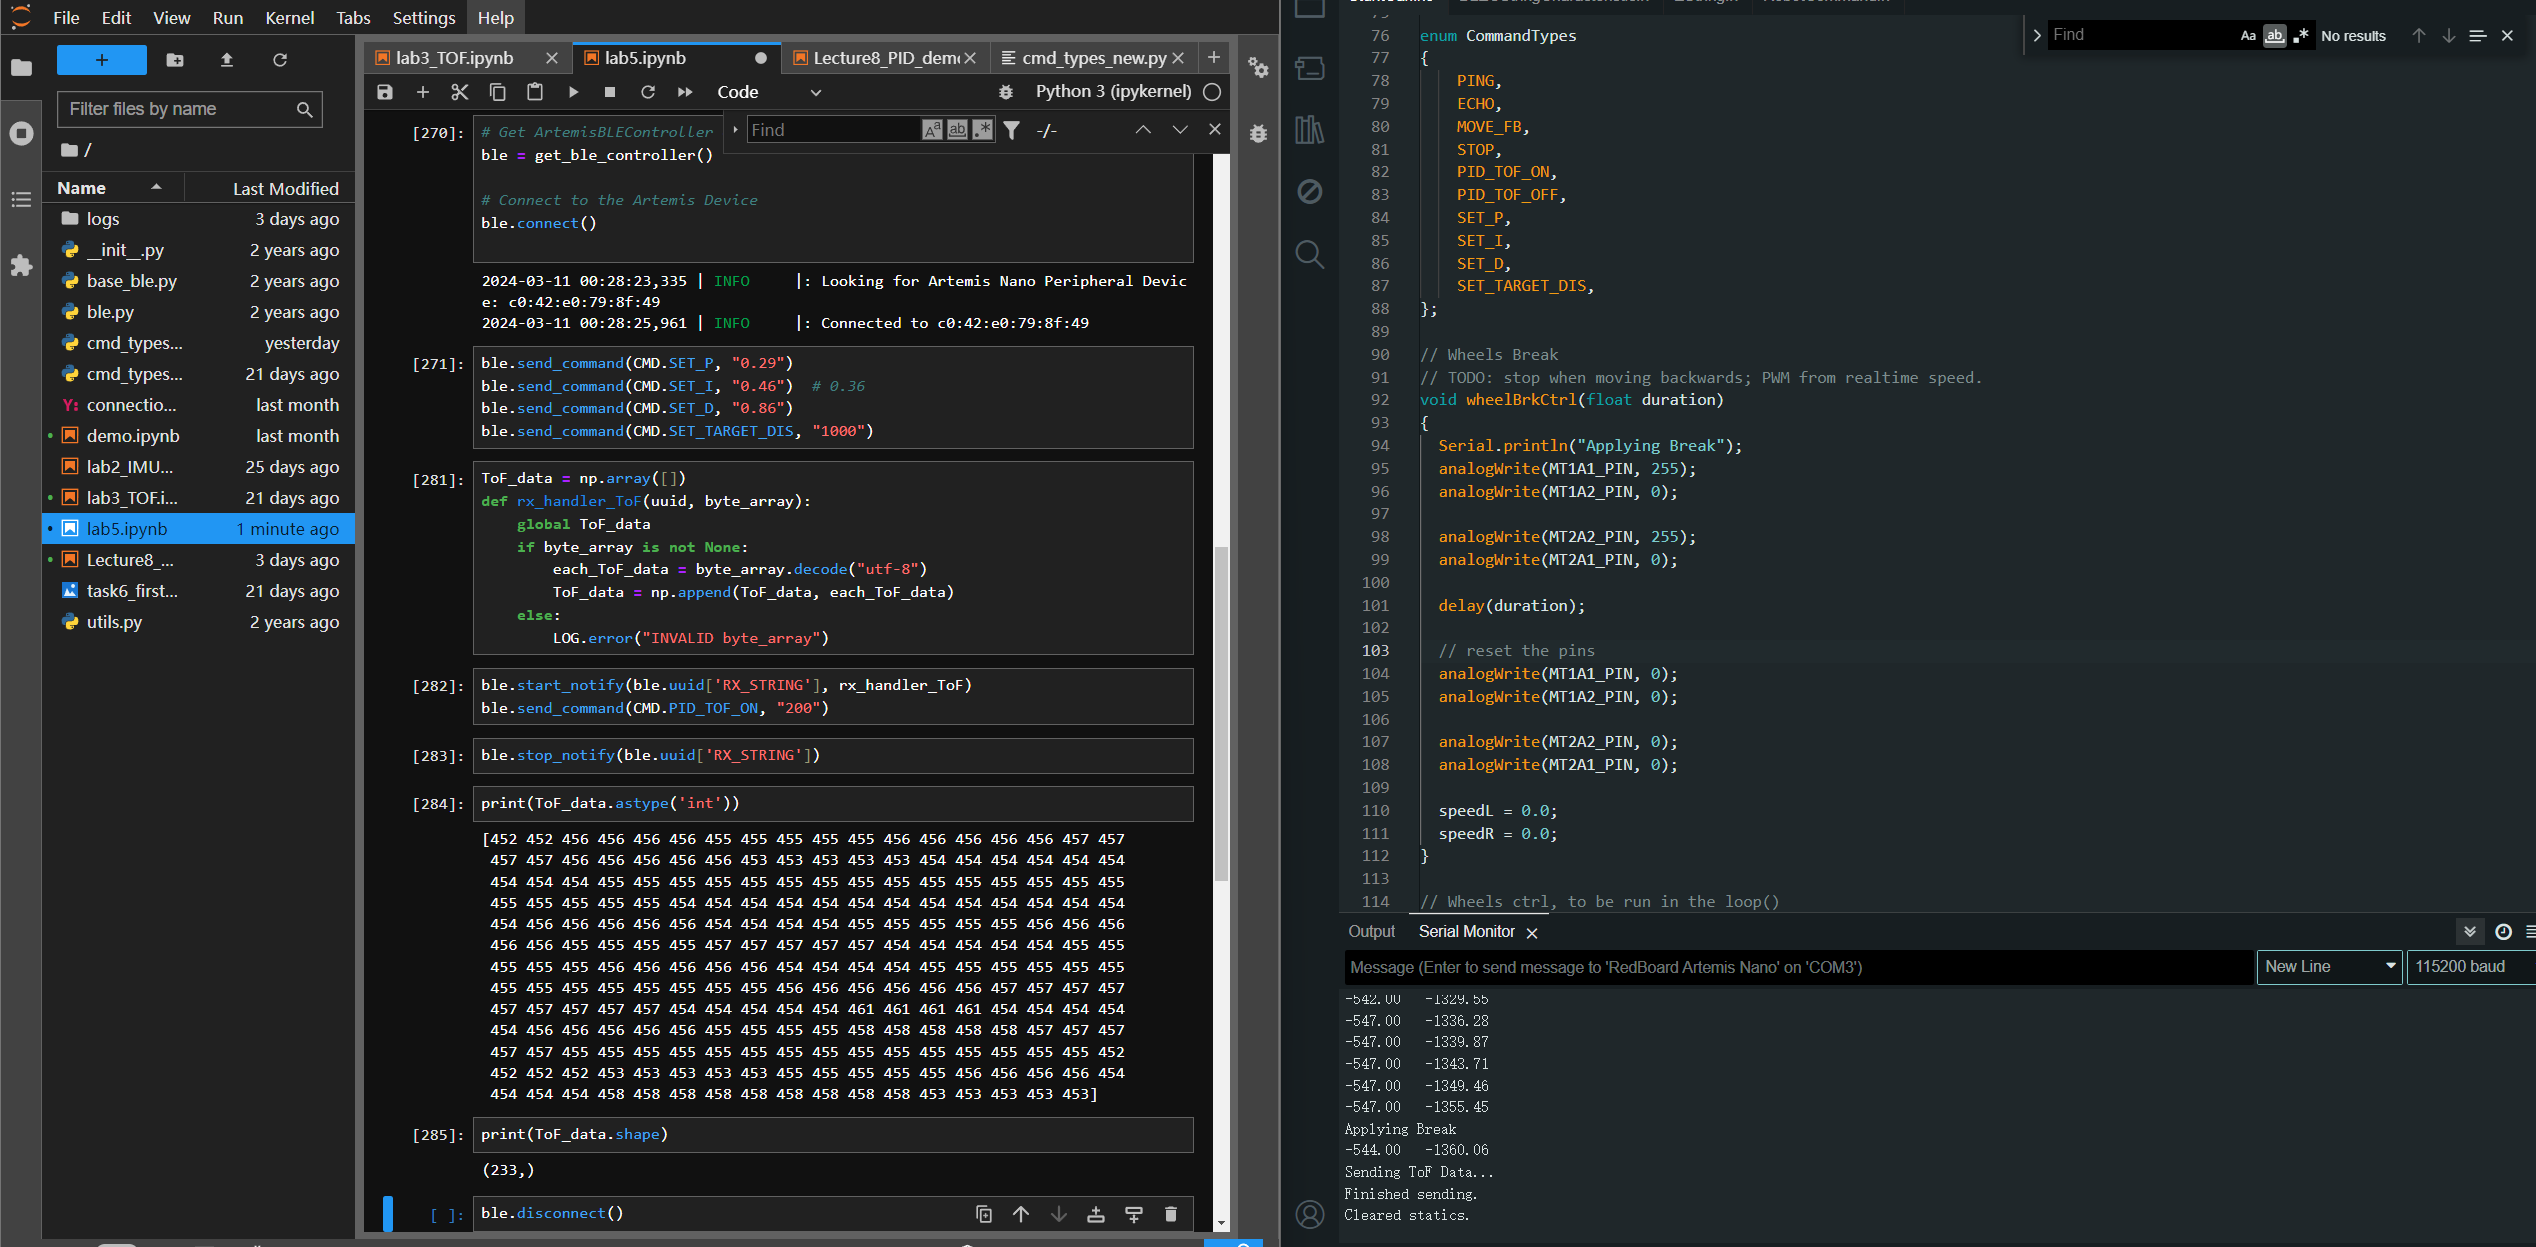 File Edit View Run Kernel Tabs Settings Help
Filter files by name
/
Name Last Modified
logs 3 days ago
__init__.py 2 years ago
base_ble.py 2 years ago
ble.py 2 years ago
cmd_types... yesterday
cmd_types... 21 days ago
Y: connectio... last month
demo.ipynb last month
lab2_IMU... 25 days ago
lab3_TOF.i... 21 days ago
lab5.ipynb 1 minute ago
Lecture8_... 3 days ago
task6_first... 21 days ago
utils.py 2 years ago
lab3_TOF.ipynb lab5.ipynb Lecture8_PID_dem cmd_types_new.py
Code Python 3 (ipykernel)
Find -/-
[270]: # Get ArtemisBLEController
ble = get_ble_controller()
# Connect to the Artemis Device
ble.connect()
2024-03-11 00:28:23,335 | INFO |: Looking for Artemis Nano Peripheral Devic
e: c0:42:e0:79:8f:49
2024-03-11 00:28:25,961 | INFO |: Connected to c0:42:e0:79:8f:49
[271]: ble.send_command(CMD.SET_P, "0.29")
ble.send_command(CMD.SET_I, "0.46") # 0.36
ble.send_command(CMD.SET_D, "0.86")
ble.send_command(CMD.SET_TARGET_DIS, "1000")
[281]: ToF_data = np.array([])
def rx_handler_ToF(uuid, byte_array):
global ToF_data
if byte_array is not None:
each_ToF_data = byte_array.decode("utf-8")
ToF_data = np.append(ToF_data, each_ToF_data)
else:
LOG.error("INVALID byte_array")
[282]: ble.start_notify(ble.uuid['RX_STRING'], rx_handler_ToF)
ble.send_command(CMD.PID_TOF_ON, "200")
[283]: ble.stop_notify(ble.uuid['RX_STRING'])
[284]: print(ToF_data.astype('int'))
[452 452 456 456 456 456 455 455 455 455 455 456 456 456 456 456 457 457
457 457 456 456 456 456 456 453 453 453 453 453 454 454 454 454 454 454
454 454 454 455 455 455 455 455 455 455 455 455 455 455 455 455 455 455
455 455 455 455 455 454 454 454 454 454 454 454 454 454 454 454 454 454
454 456 456 456 456 456 454 454 454 454 455 455 455 455 455 456 456 456
456 456 455 455 455 455 457 457 457 457 457 454 454 454 454 454 455 455
455 455 455 456 456 456 456 456 454 454 454 454 455 455 455 455 455 455
455 455 455 455 455 455 455 455 456 456 456 456 456 456 457 457 457 457
457 457 457 457 457 454 454 454 454 454 461 461 461 461 454 454 454 454
454 456 456 456 456 456 455 455 455 455 458 458 458 458 458 457 457 457
457 457 455 455 455 455 455 455 455 455 455 455 455 455 455 455 455 452
452 452 452 453 453 453 453 453 455 455 455 455 455 456 456 456 456 454
454 454 454 458 458 458 458 458 458 458 458 458 453 453 453 453 453]
[285]: print(ToF_data.shape)
(233,)
[ ]: ble.disconnect()
Find Aa ab .* No results
76 enum CommandTypes
77 {
78 PING,
79 ECHO,
80 MOVE_FB,
81 STOP,
82 PID_TOF_ON,
83 PID_TOF_OFF,
84 SET_P,
85 SET_I,
86 SET_D,
87 SET_TARGET_DIS,
88 };
89
90 // Wheels Break
91 // TODO: stop when moving backwards; PWM from realtime speed.
92 void wheelBrkCtrl(float duration)
93 {
94 Serial.println("Applying Break");
95 analogWrite(MT1A1_PIN, 255);
96 analogWrite(MT1A2_PIN, 0);
97
98 analogWrite(MT2A2_PIN, 255);
99 analogWrite(MT2A1_PIN, 0);
100
101 delay(duration);
102
103 // reset the pins
104 analogWrite(MT1A1_PIN, 0);
105 analogWrite(MT1A2_PIN, 0);
106
107 analogWrite(MT2A2_PIN, 0);
108 analogWrite(MT2A1_PIN, 0);
109
110 speedL = 0.0;
111 speedR = 0.0;
112 }
113
114 // Wheels ctrl, to be run in the loop()
Output Serial Monitor
Message (Enter to send message to 'RedBoard Artemis Nano' on 'COM3') New Line 115200 baud
-542.00 -1329.55
-547.00 -1336.28
-547.00 -1339.87
-547.00 -1343.71
-547.00 -1349.46
-547.00 -1355.45
Applying Break
-544.00 -1360.06
Sending ToF Data...
Finished sending.
Cleared statics.